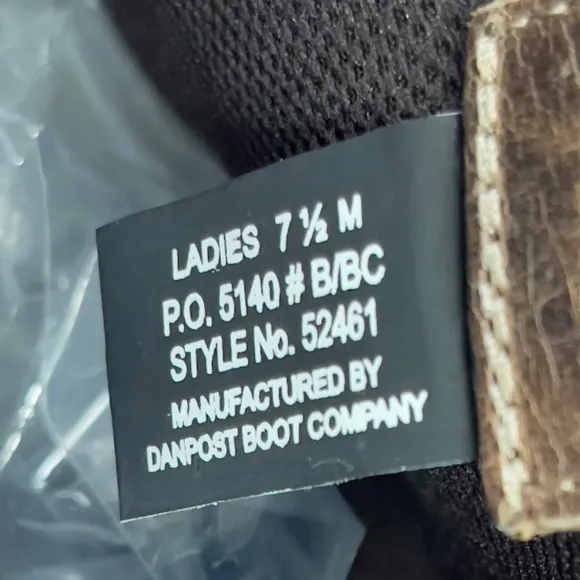 LADIES 7 ½ M
P.O. 5140 # B/BC
STYLE No. 52461
MANUFACTURED BY
DANPOST BOOT COMPANY